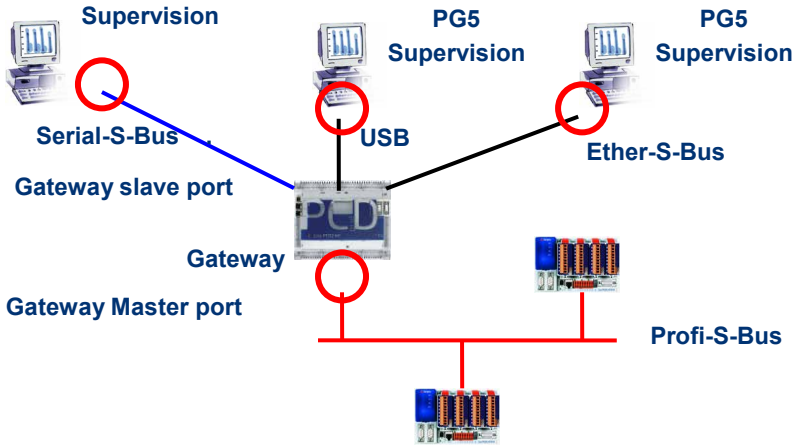 Supervision
PG5
Supervision
PG5
Supervision
Serial-S-Bus .
USB
Ether-S-Bus
Gateway slave port
PCD
Gateway
Gateway Master port
Profi-S-Bus